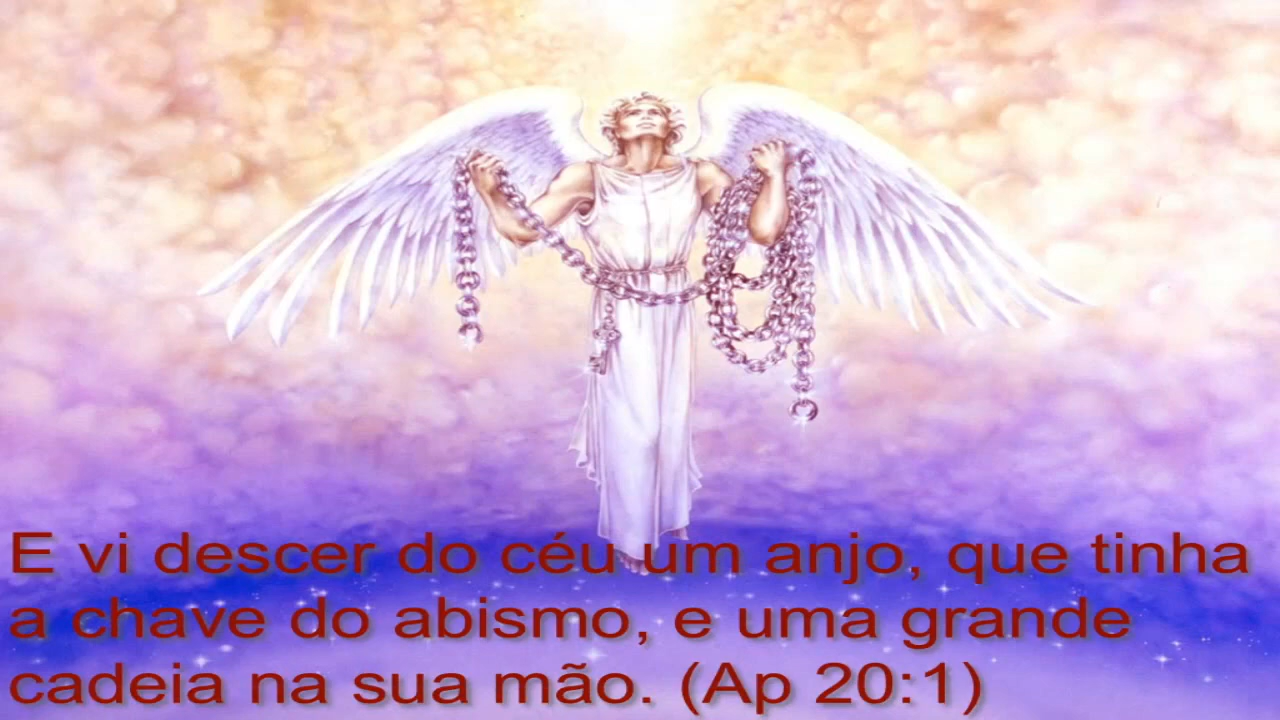 E vi descer do céu um anjo, que tinha
a chave do abismo, e uma grande
cadeia na sua mão. (Ap 20:1)